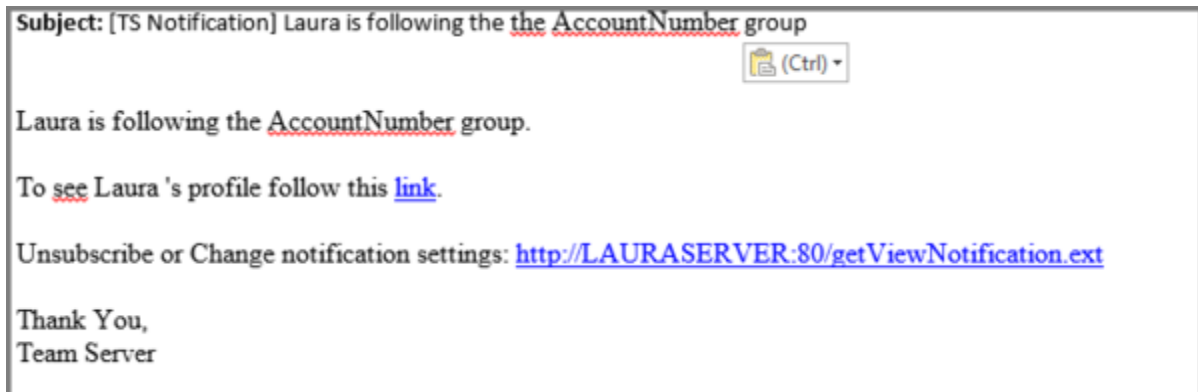 Subject: [TS Notification] Laura is following the the AccountNumber group
(Ctrl)
Laura is following the AccountNumber group.
To see Laura 's profile follow this link.
Unsubscribe or Change notification settings: http://LAURASERVER:80/getViewNotification.ext
Thank You,
Team Server